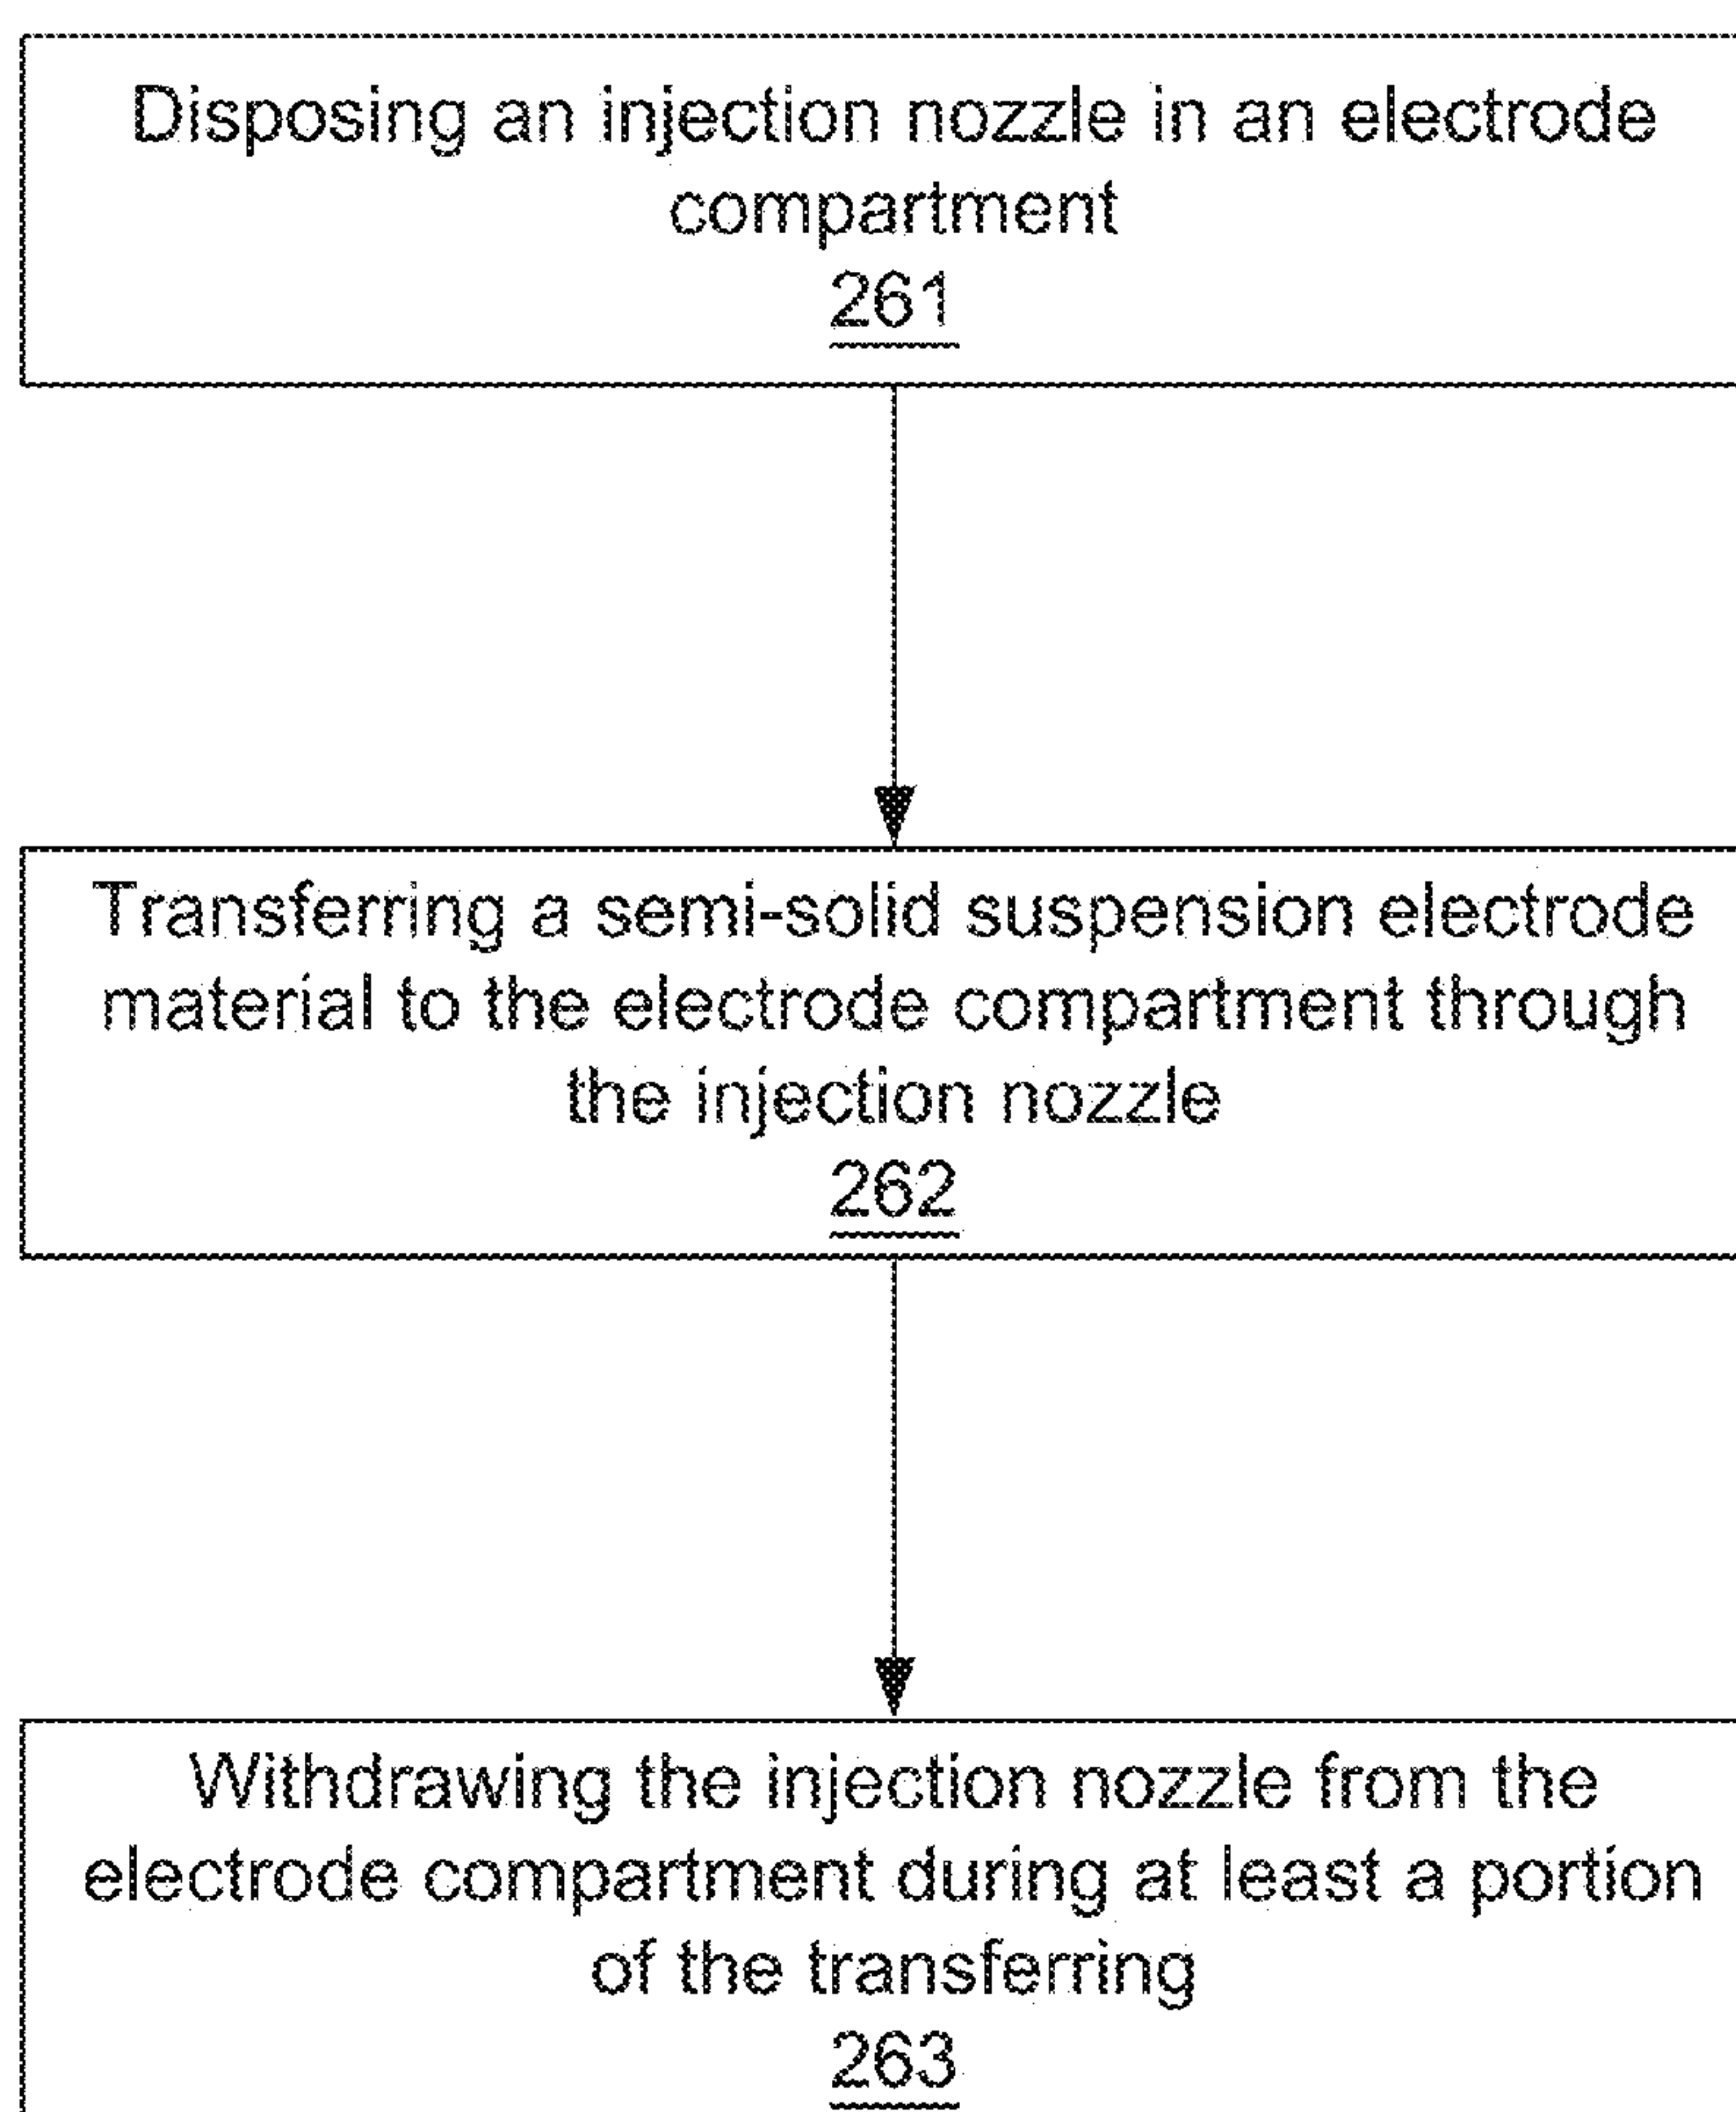 Disposing an injection nozzle in an electrode
compartment
261
Transferring a semi-solid suspension electrode
material to the electrode compartment through
the injection nozzle
262
Withdrawing the injection nozzle from the
electrode compartment during at least a portion
of the transferring
263